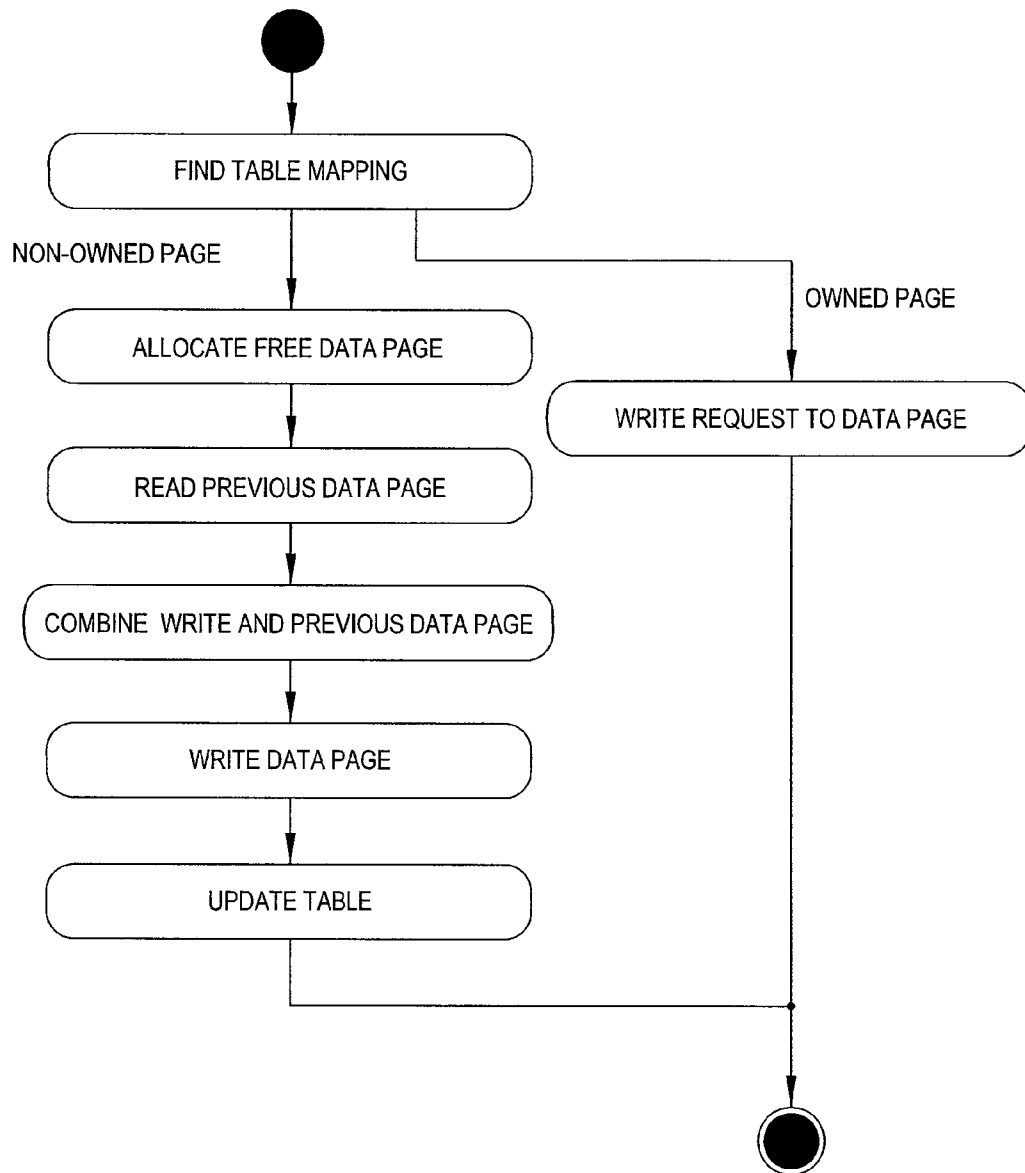 FIND TABLE MAPPING
NON-OWNED PAGE
OWNED PAGE
ALLOCATE FREE DATA PAGE
WRITE REQUEST TO DATA PAGE
READ PREVIOUS DATA PAGE
COMBINE WRITE AND PREVIOUS DATA PAGE
WRITE DATA PAGE
UPDATE TABLE